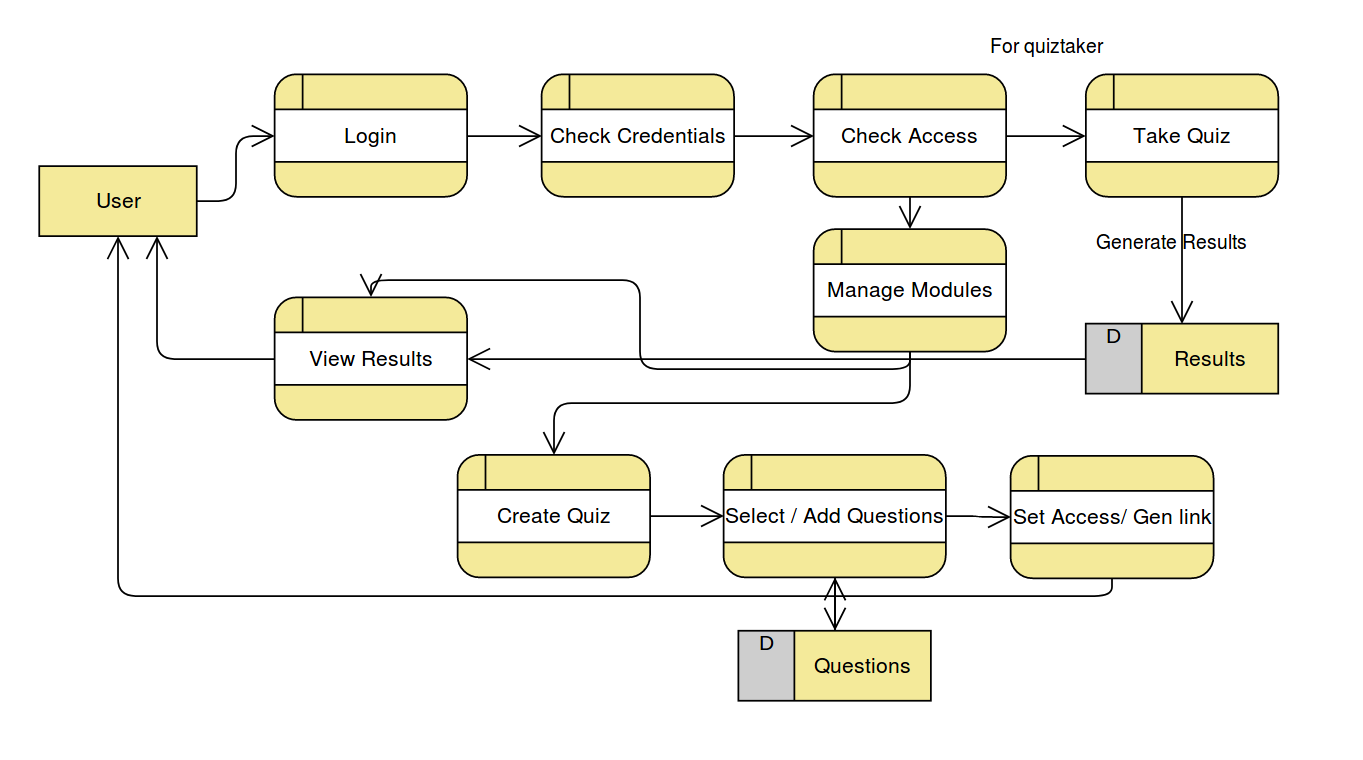 For quiztaker
Login
Check Credentials
Check Access
Take Quiz
User
Generate Results
Manage Modules
D
Results
View Results
Create Quiz
Select / Add Questions
Set Access/ Gen link
D
Questions